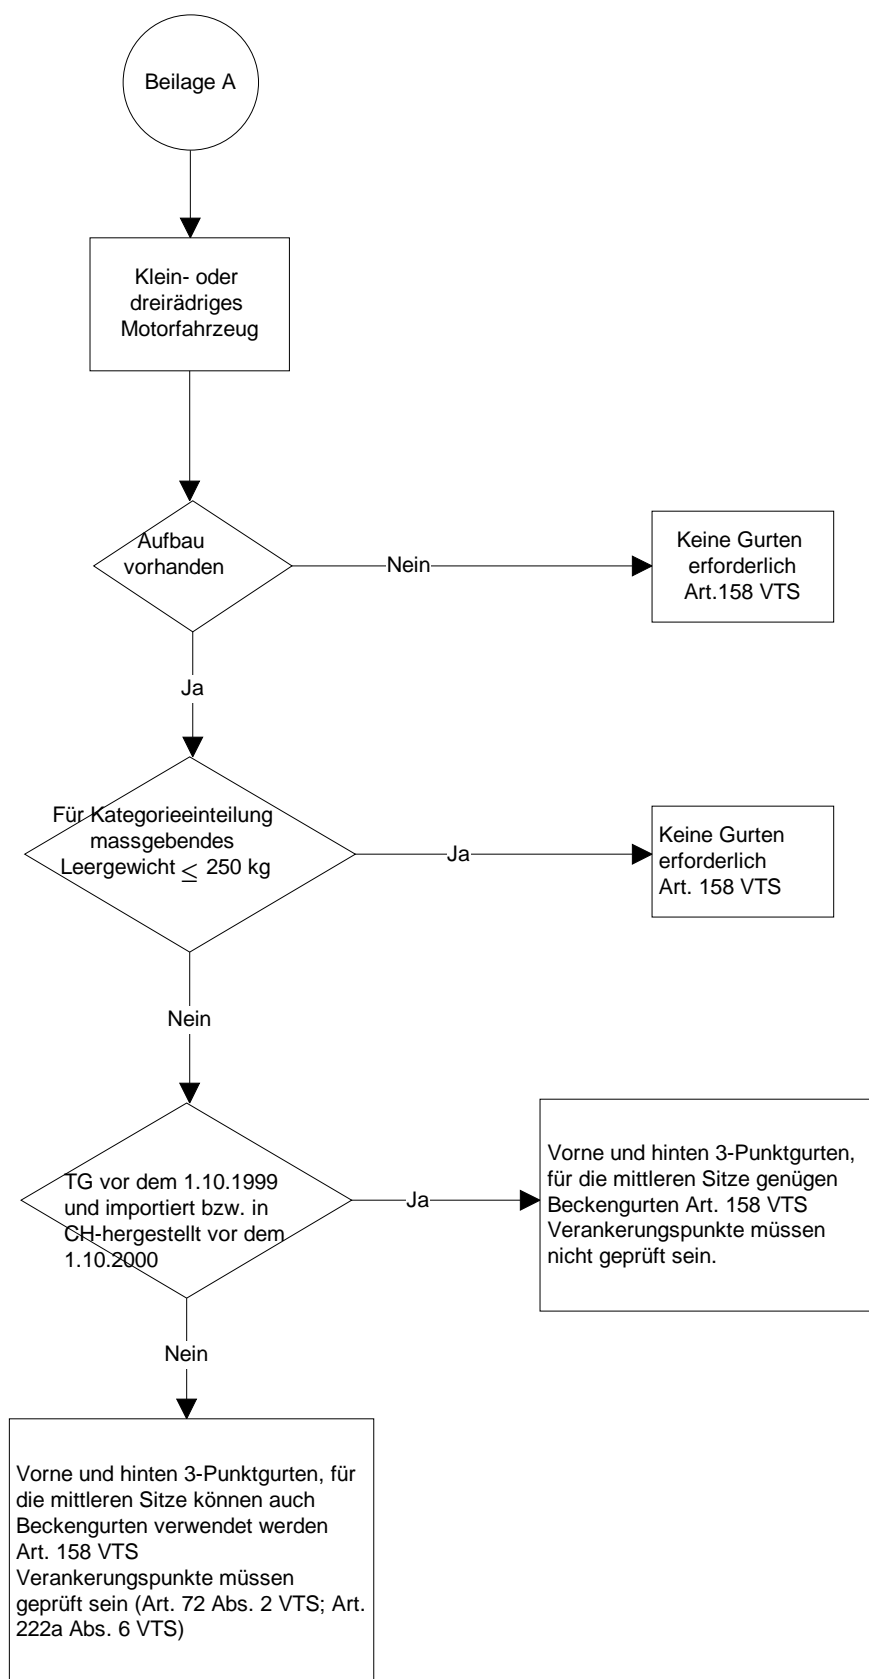 Beilage A
Klein- oder
dreirädriges
Motorfahrzeug
Aufbau
vorhanden
Nein
Keine Gurten
erforderlich
Art.158 VTS
Ja
Für Kategorieeinteilung
massgebendes
Leergewicht ≤ 250 kg
Ja
Keine Gurten
erforderlich
Art. 158 VTS
Nein
TG vor dem 1.10.1999
und importiert bzw. in
CH-hergestellt vor dem
1.10.2000
Ja
Vorne und hinten 3-Punktgurten,
für die mittleren Sitze genügen
Beckengurten Art. 158 VTS
Verankerungspunkte müssen
nicht geprüft sein.
Nein
Vorne und hinten 3-Punktgurten, für
die mittleren Sitze können auch
Beckengurten verwendet werden
Art. 158 VTS
Verankerungspunkte müssen
geprüft sein (Art. 72 Abs. 2 VTS; Art.
222a Abs. 6 VTS)